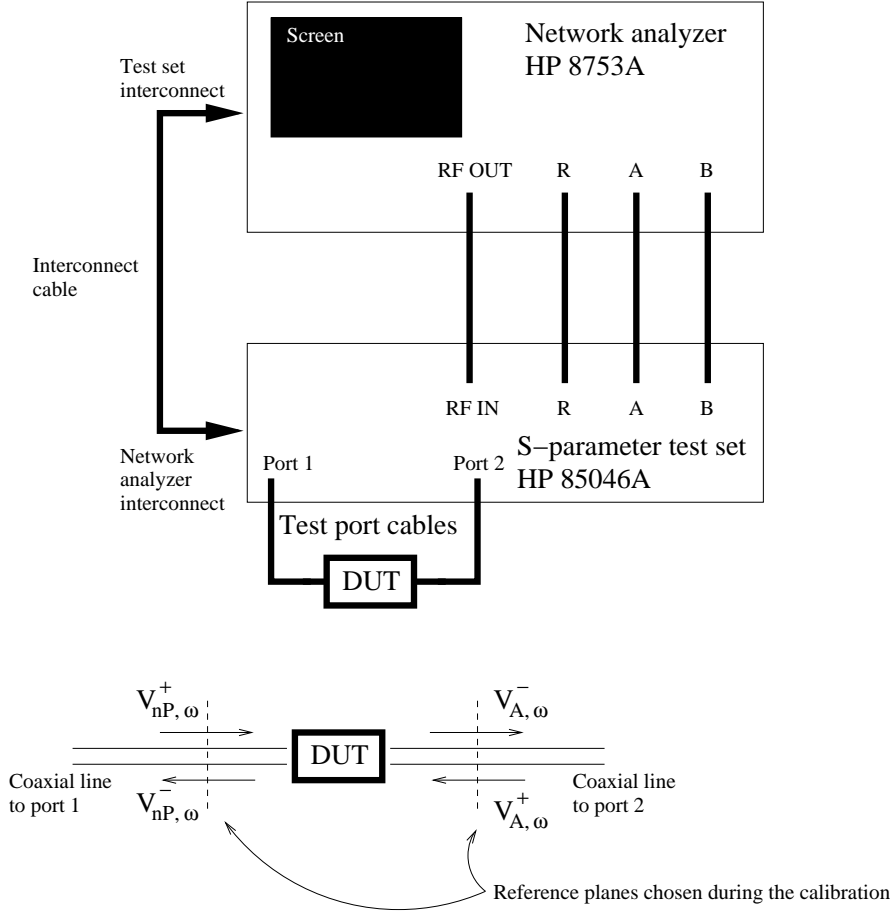 Screen
Network analyzer
HP 8753A
Test set
interconnect
RF OUT R A B
Interconnect
cable
RF IN R A B
S−parameter test set
HP 85046A
Network
analyzer
interconnect
Port 1
Port 2
Test port cables
DUT
V+nP, ω
V−A, ω
DUT
Coaxial line
to port 1
V−nP, ω
V+A, ω
Coaxial line
to port 2
Reference planes chosen during the calibration